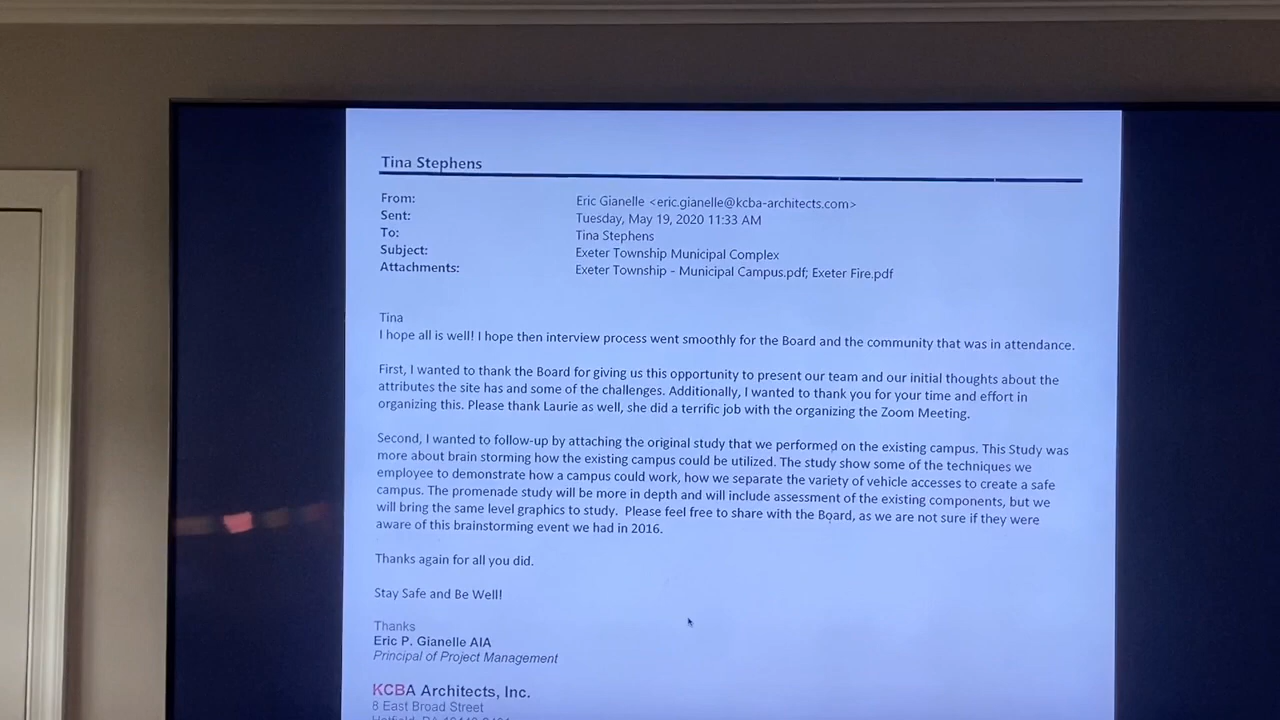 Tina Stephens
From: Eric Gianelle <eric.gianelle@kcba-architects.com>
Sent: Tuesday, May 19, 2020 11:33 AM
To: Tina Stephens
Subject: Exeter Township Municipal Complex
Attachments: Exeter Township - Municipal Campus.pdf; Exeter Fire.pdf
Tina
I hope all is well! I hope then interview process went smoothly for the Board and the community that was in attendance.
First, I wanted to thank the Board for giving us this opportunity to present our team and our initial thoughts about the
attributes the site has and some of the challenges. Additionally, I wanted to thank you for your time and effort in
organizing this. Please thank Laurie as well, she did a terrific job with the organizing the Zoom Meeting.
Second, I wanted to follow-up by attaching the original study that we performed on the existing campus. This Study was
more about brain storming how the existing campus could be utilized. The study show some of the techniques we
employee to demonstrate how a campus could work, how we separate the variety of vehicle accesses to create a safe
campus. The promenade study will be more in depth and will include assessment of the existing components, but we
will bring the same level graphics to study. Please feel free to share with the Board, as we are not sure if they were
aware of this brainstorming event we had in 2016.
Thanks again for all you did.
Stay Safe and Be Well!
Thanks
Eric P. Gianelle AIA
Principal of Project Management
KCBA Architects, Inc.
8 East Broad Street